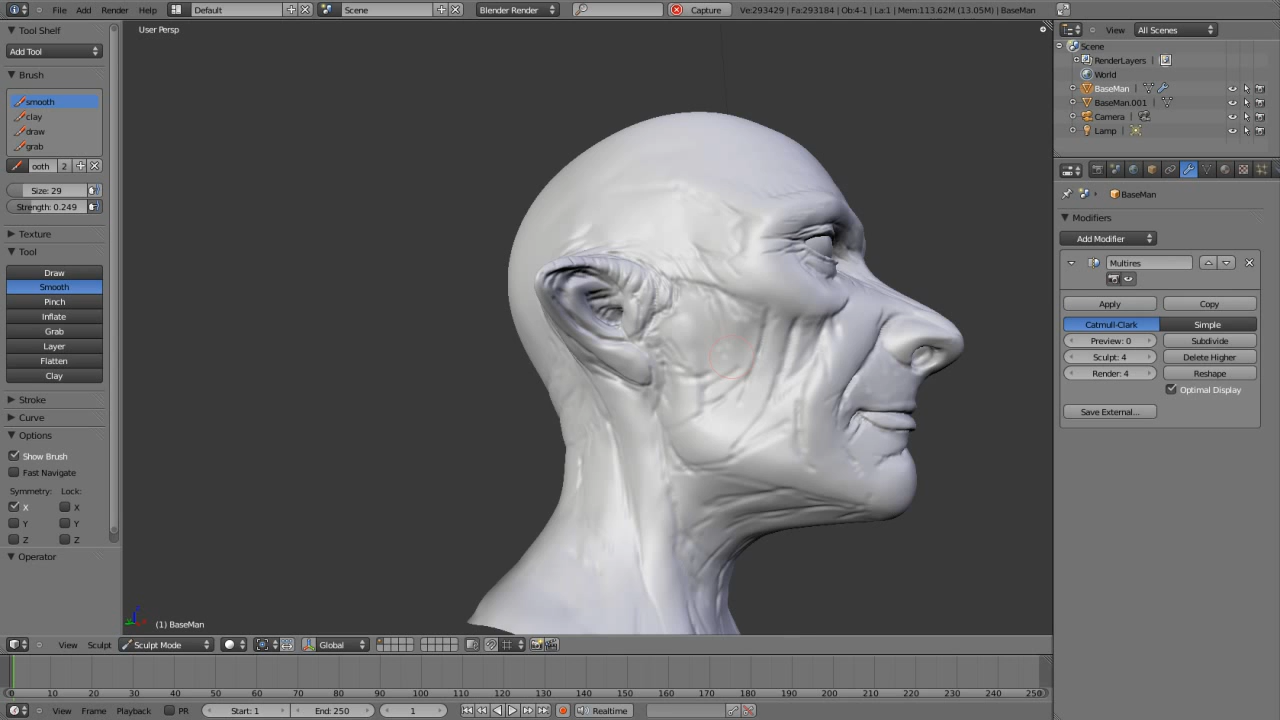 File Add Render Help Default Scene Blender Render Capture Ve:293429 | Fa:293184 | Ob:4-1 | La:1 | Mem:113.62M (13.05M) | BaseMan
Tool Shelf
Add Tool
Brush
smooth
clay
draw
grab
ooth 2
Size: 29
Strength: 0.249
Texture
Tool
Draw
Smooth
Pinch
Inflate
Grab
Layer
Flatten
Clay
Stroke
Curve
Options
Show Brush
Fast Navigate
Symmetry: Lock:
X X
Y Y
Z Z
Operator
User Persp
(1) BaseMan
View All Scenes
Scene
RenderLayers
World
BaseMan
BaseMan.001
Camera
Lamp
BaseMan
Modifiers
Add Modifier
Multires
Apply Copy
Catmull-Clark Simple
Preview: 0 Subdivide
Sculpt: 4 Delete Higher
Render: 4 Reshape
Optimal Display
Save External...
View Sculpt Sculpt Mode Global
0 10 20 30 40 50 60 70 80 90 100 110 120 130 140 150 160 170 180 190 200 210 220 230 240 250
View Frame Playback PR Start: 1 End: 250 1 Realtime